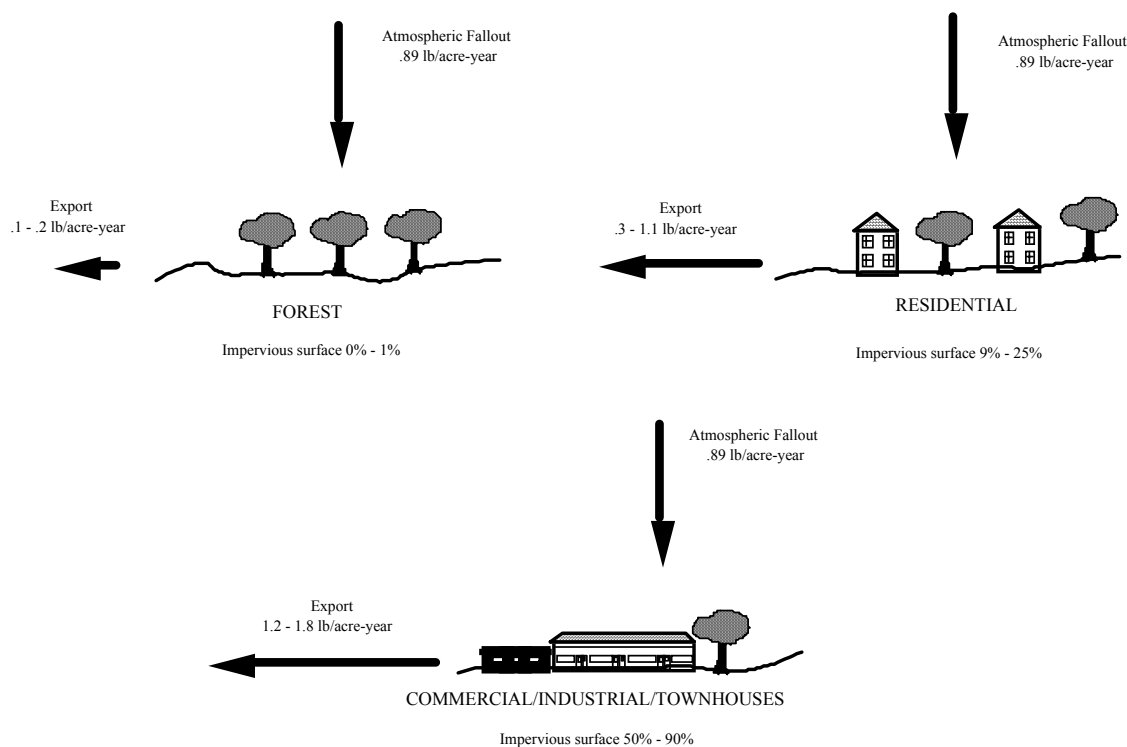 Atmospheric Fallout
.89 lb/acre-year
Export
.1 - .2 lb/acre-year
FOREST
Impervious surface 0% - 1%
Atmospheric Fallout
.89 lb/acre-year
Export
.3 - 1.1 lb/acre-year
RESIDENTIAL
Impervious surface 9% - 25%
Atmospheric Fallout
.89 lb/acre-year
Export
1.2 - 1.8 lb/acre-year
COMMERCIAL/INDUSTRIAL/TOWNHOUSES
Impervious surface 50% - 90%